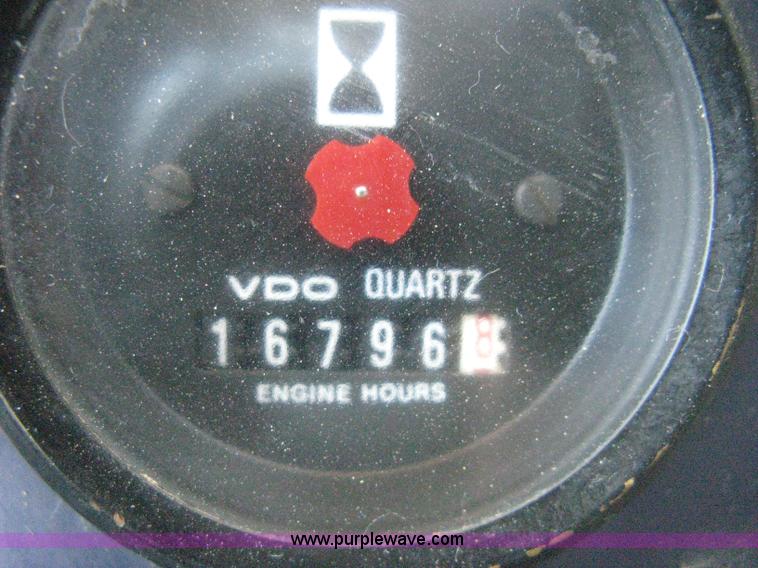 VDO QUARTZ
16796
ENGINE HOURS
www.purplewave.com